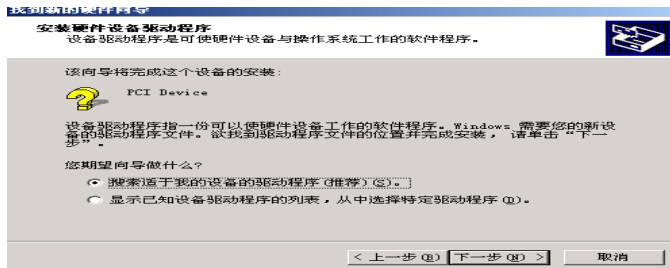 找到新的硬件向导
安装硬件设备驱动程序
设备驱动程序是可使硬件设备与操作系统工作的软件程序。
该向导将完成这个设备的安装:
PCI Device
设备驱动程序指一份可以使硬件设备工作的软件程序。Windows 需要您的新设
备的驱动程序文件。欲找到驱动程序文件的位置并完成安装，请单击“下一
步”。
您期望向导做什么?
搜索适于我的设备的驱动程序(推荐)(S)。
显示已知设备驱动程序的列表，从中选择特定驱动程序(D)。
< 上一步(B) 下一步(N) > 取消